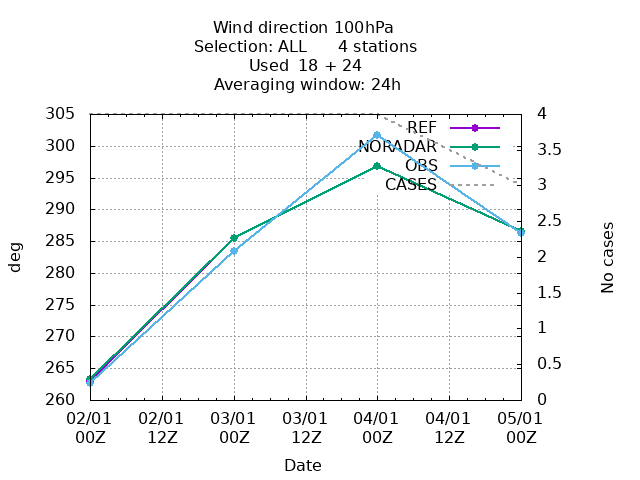 Wind direction 100hPa
Selection: ALL 4 stations
Used 18 + 24
Averaging window: 24h
305
300
295
290
285
280
275
270
265
260
deg
4
3.5
3
2.5
2
1.5
1
0.5
0
No cases
REF
NORADAR
OBS
CASES
02/01 02/01 03/01 03/01 04/01 04/01 05/01
00Z 12Z 00Z 12Z 00Z 12Z 00Z
Date